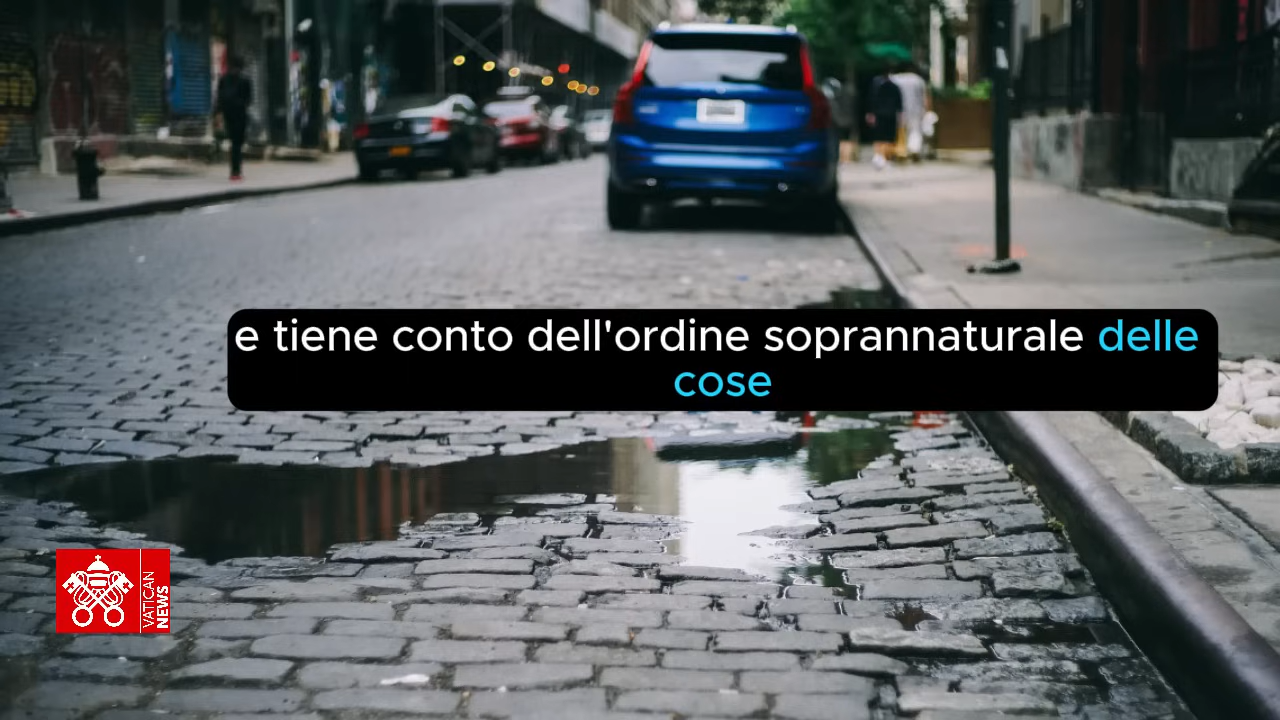 e tiene conto dell'ordine soprannaturale delle
cose
VATICAN
NEWS